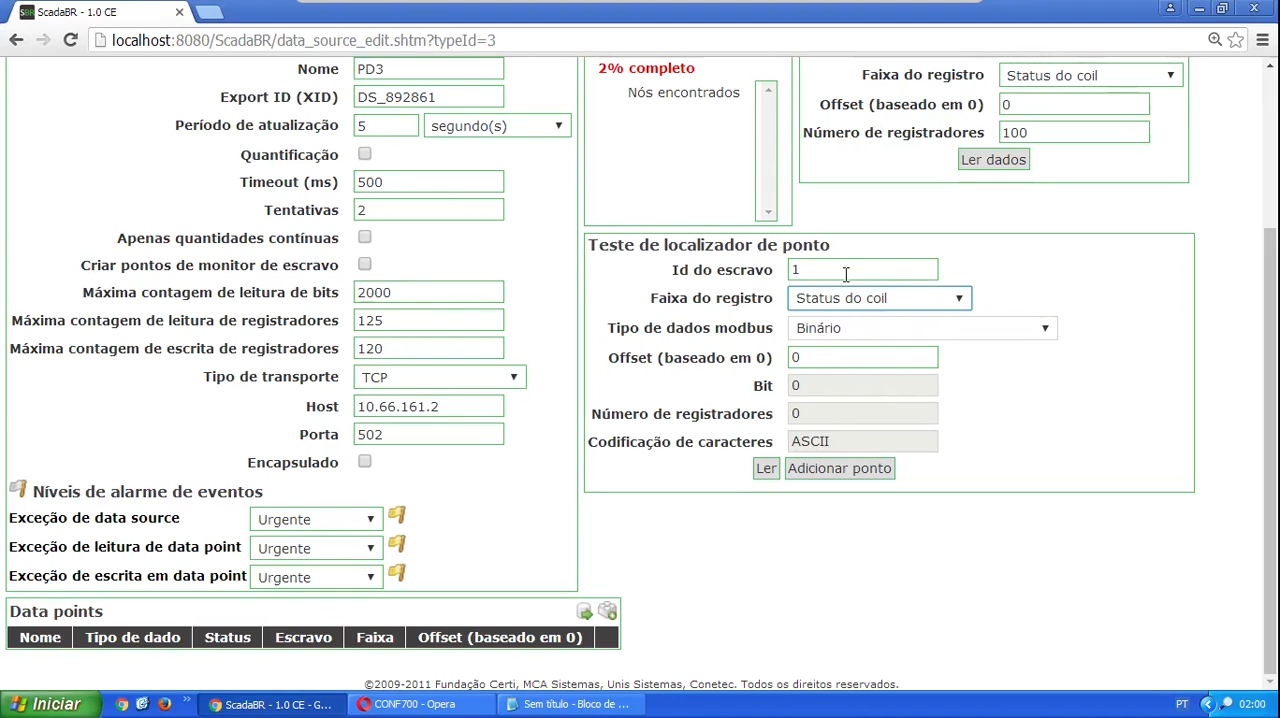 ScadaBR - 1.0 CE
localhost:8080/ScadaBR/data_source_edit.shtm?typeId=3
Nome PD3
Export ID (XID) DS_892861
Período de atualização 5 segundo(s)
Quantificação
Timeout (ms) 500
Tentativas 2
Apenas quantidades contínuas
Criar pontos de monitor de escravo
Máxima contagem de leitura de bits 2000
Máxima contagem de leitura de registradores 125
Máxima contagem de escrita de registradores 120
Tipo de transporte TCP
Host 10.66.161.2
Porta 502
Encapsulado
Níveis de alarme de eventos
Exceção de data source Urgente
Exceção de leitura de data point Urgente
Exceção de escrita em data point Urgente
2% completo
Nós encontrados
Faixa do registro Status do coil
Offset (baseado em 0) 0
Número de registradores 100
Ler dados
Teste de localizador de ponto
Id do escravo 1
Faixa do registro Status do coil
Tipo de dados modbus Binário
Offset (baseado em 0) 0
Bit 0
Número de registradores 0
Codificação de caracteres ASCII
Ler Adicionar ponto
Data points
Nome Tipo de dado Status Escravo Faixa Offset (baseado em 0)
©2009-2011 Fundação Certi, MCA Sistemas, Unis Sistemas, Conetec. Todos os direitos reservados.
Iniciar ScadaBR - 1.0 CE - G... CONF700 - Opera Sem título - Bloco de ... PT 02:00